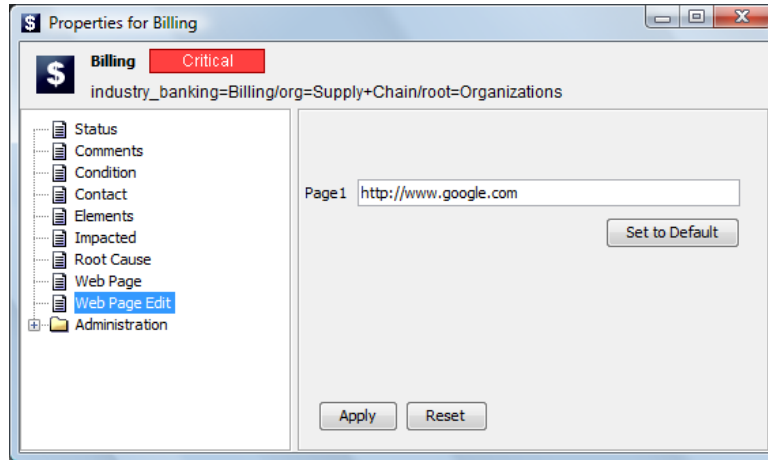 Properties for Billing
Billing Critical
industry_banking=Billing/org=Supply+Chain/root=Organizations
Status
Comments
Condition
Contact
Elements
Impacted
Root Cause
Web Page
Web Page Edit
Administration
Page1 http://www.google.com
Set to Default
Apply Reset